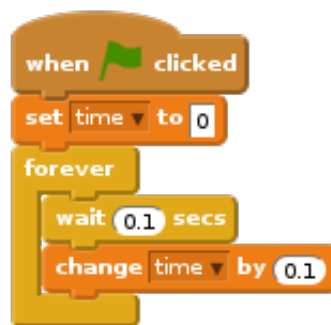 when clicked
set time to 0
forever
wait 0.1 secs
change time by 0.1